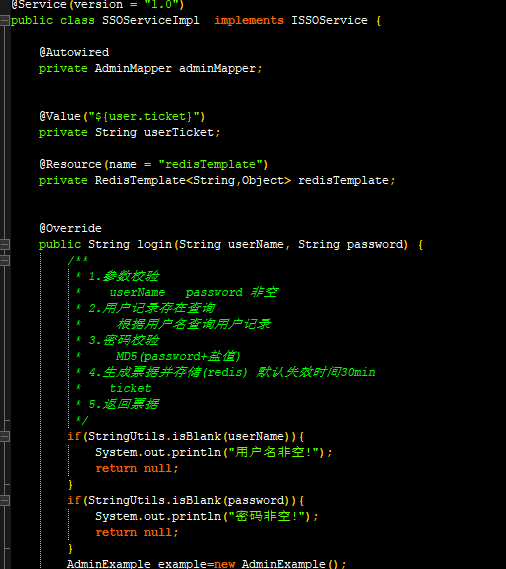 @Service(version = "1.0")
public class SSOServiceImpl  implements ISSOService {
@Autowired
private AdminMapper adminMapper;
@Value("${user.ticket}")
private String userTicket;
@Resource(name = "redisTemplate")
private RedisTemplate<String,Object> redisTemplate;
@Override
public String login(String userName, String password) {
/**
* 1.参数校验
*    userName   password 非空
* 2.用户记录存在查询
*     根据用户名查询用户记录
* 3.密码校验
*     MD5(password+盐值)
* 4.生成票据并存储(redis) 默认失效时间30min
*    ticket
* 5.返回票据
*/
if(StringUtils.isBlank(userName)){
System.out.println("用户名非空!");
return null;
}
if(StringUtils.isBlank(password)){
System.out.println("密码非空!");
return null;
}
AdminExample example=new AdminExample();